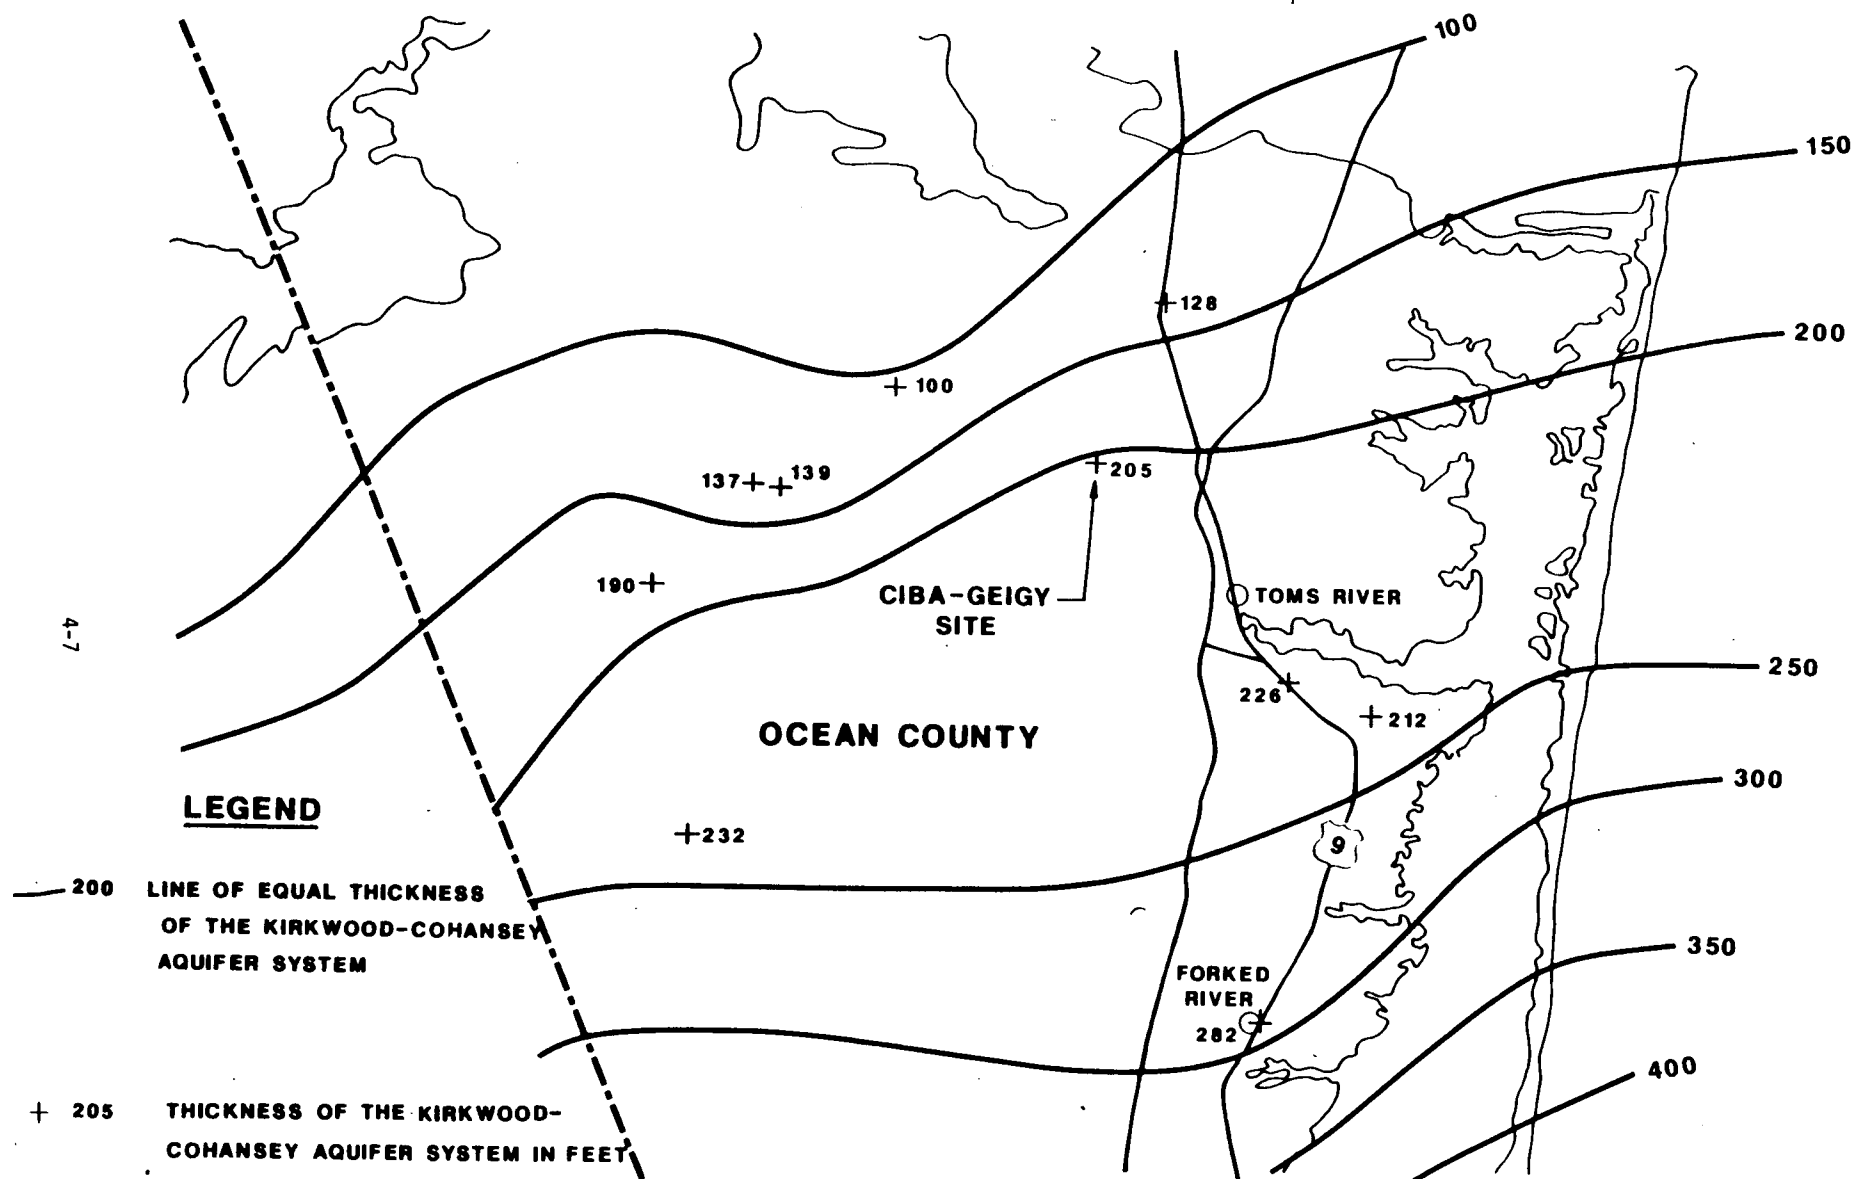 100
150
200
128
100
137
139
205
190
CIBA-GEIGY
SITE
TOMS RIVER
226
212
250
OCEAN COUNTY
300
LEGEND
232
9
200 LINE OF EQUAL THICKNESS
OF THE KIRKWOOD-COHANSEY
AQUIFER SYSTEM
350
FORKED
RIVER
282
400
+ 205 THICKNESS OF THE KIRKWOOD-
COHANSEY AQUIFER SYSTEM IN FEET
4-7